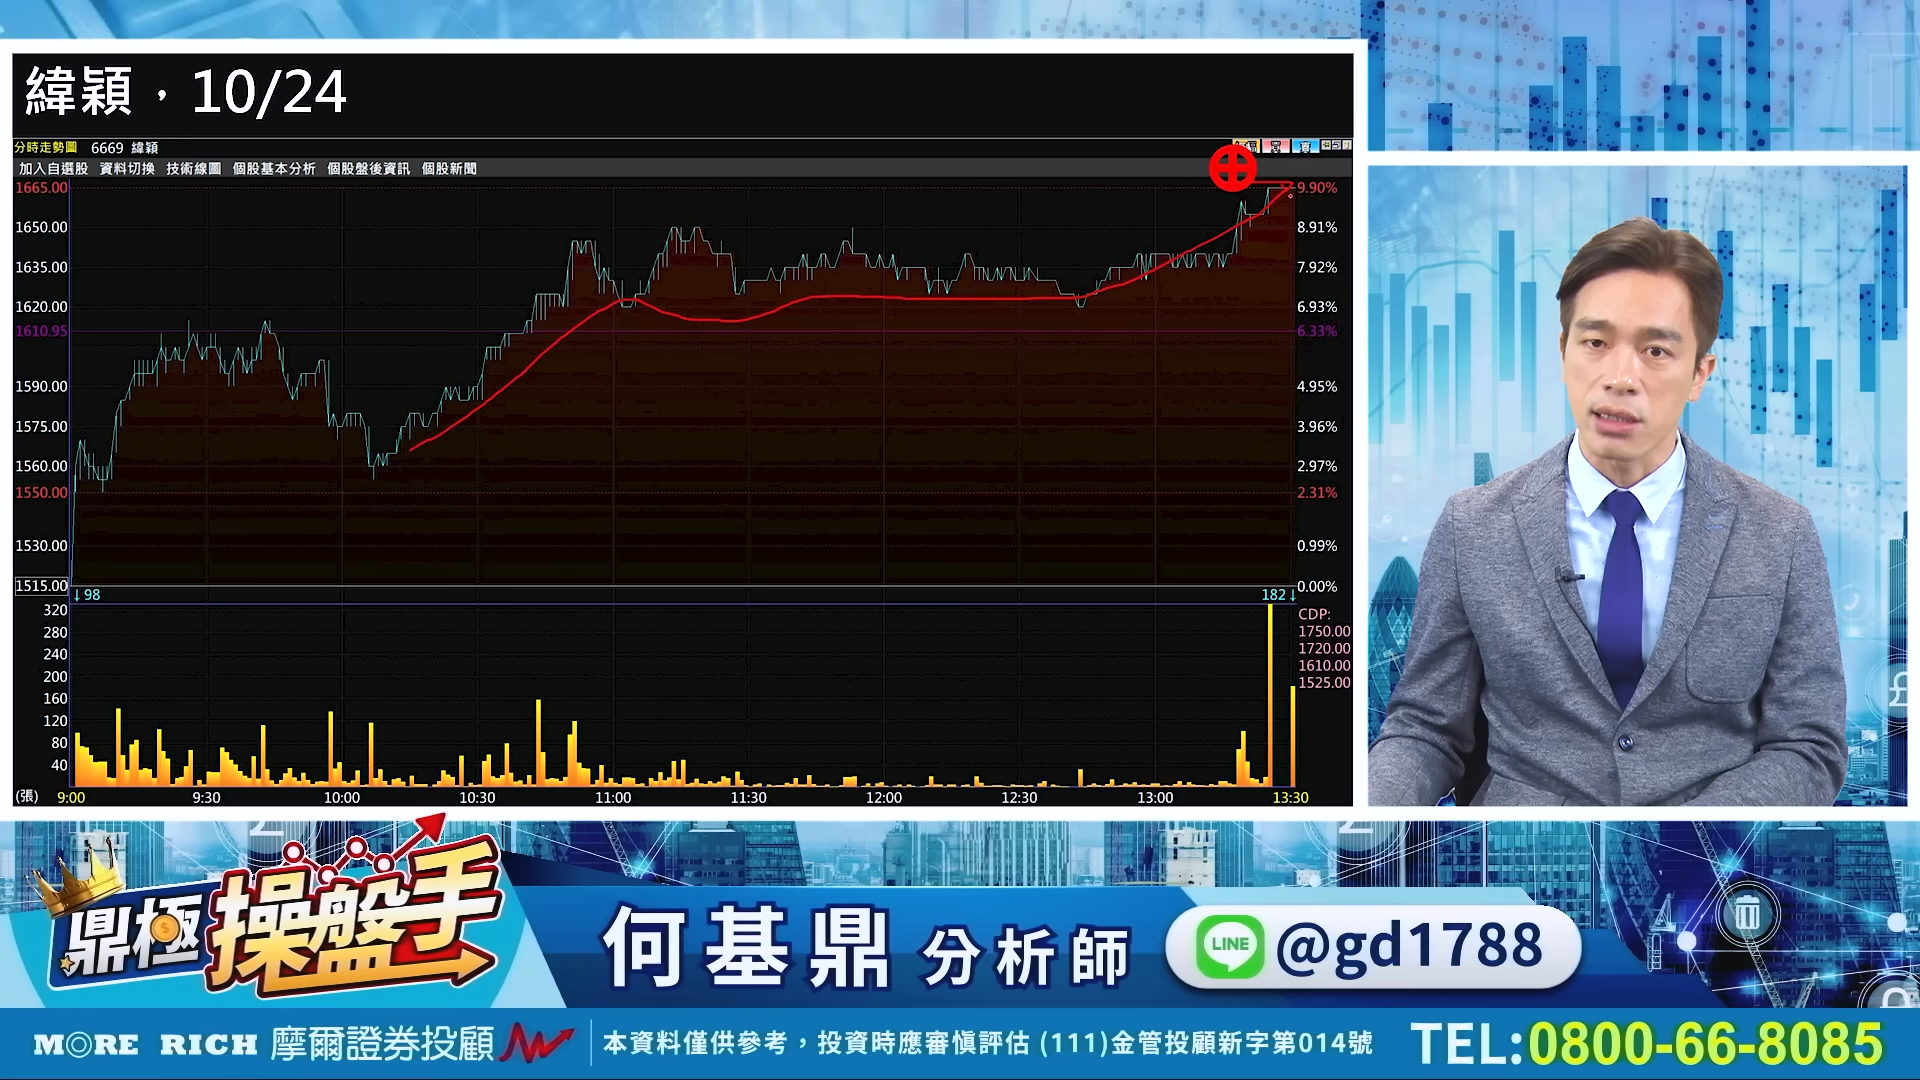 緯穎，10/24
分時走勢圖 6669 緯穎
加入自選股 資料切換 技術線圖 個股基本分析 個股盤後資訊 個股新聞
1665.00 9.90%
1650.00 8.91%
1635.00 7.92%
1620.00 6.93%
1610.95 6.33%
1590.00 4.95%
1575.00 3.96%
1560.00 2.97%
1550.00 2.31%
1530.00 0.99%
1515.00 0.00%
↓98 182↓
320 CDP:
280 1750.00
240 1720.00
200 1610.00
1525.00
160
120
80
40
(張) 9:00 9:30 10:00 10:30 11:00 11:30 12:00 12:30 13:00 13:30
鼎極操盤手
何基鼎 分析師
LINE @gd1788
MORE RICH 摩爾證券投顧
本資料僅供參考，投資時應審慎評估 (111)金管投顧新字第014號
TEL:0800-66-8085